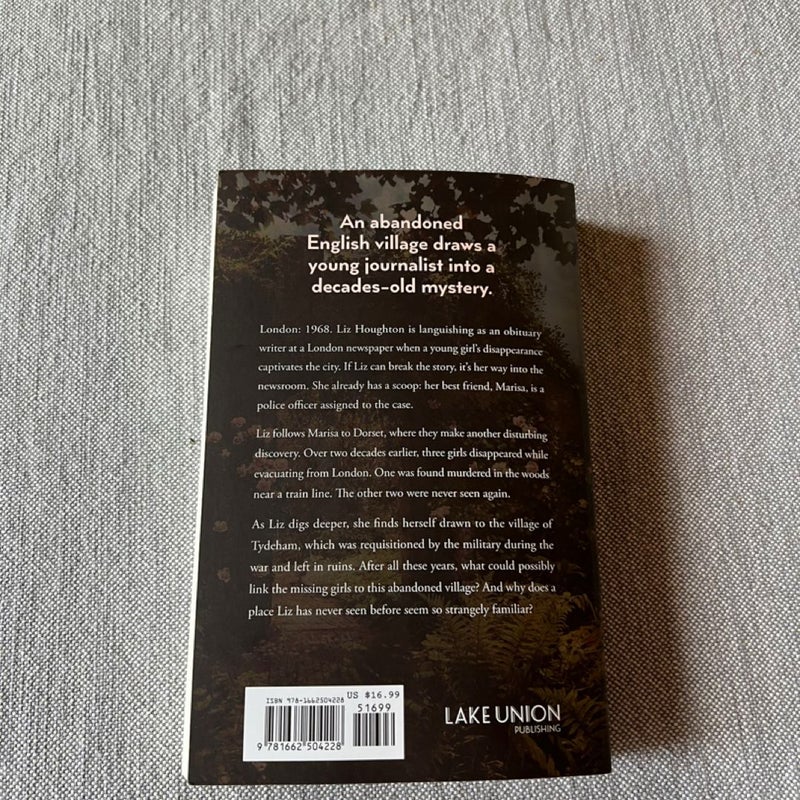 An abandoned
English village draws a
young journalist into a
decades-old mystery.
London: 1968. Liz Houghton is languishing as an obituary
writer at a London newspaper when a young girl's disappearance
captivates the city. If Liz can break the story, it's her way into the
newsroom. She already has a scoop: her best friend, Marisa, is a
police officer assigned to the case.
Liz follows Marisa to Dorset, where they make another disturbing
discovery. Over two decades earlier, three girls disappeared while
evacuating from London. One was found murdered in the woods
near a train line. The other two were never seen again.
As Liz digs deeper, she finds herself drawn to the village of
Tydeham, which was requisitioned by the military during the
war and left in ruins. After all these years, what could possibly
link the missing girls to this abandoned village? And why does a
place Liz has never seen before seem so strangely familiar?
ISBN 978-1662504228 US $16.99
51699
9 781662 504228
LAKE UNION
PUBLISHING